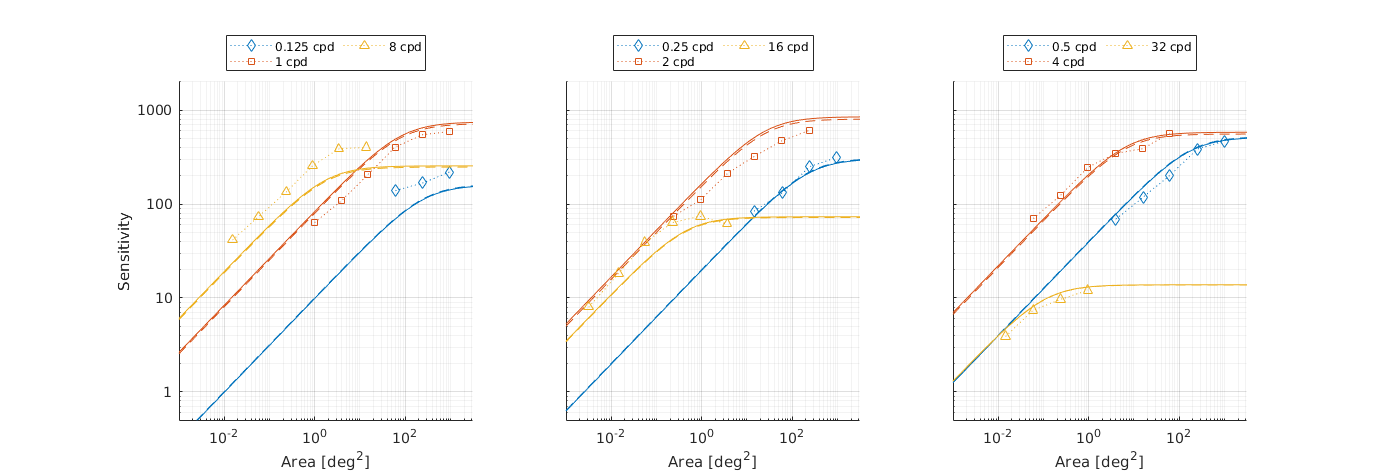 0.125 cpd 8 cpd
1 cpd
0.25 cpd 16 cpd
2 cpd
0.5 cpd 32 cpd
4 cpd
Sensitivity
1000
100
10
1
10^-2 10^0 10^2
Area [deg^2]
10^-2 10^0 10^2
Area [deg^2]
10^-2 10^0 10^2
Area [deg^2]